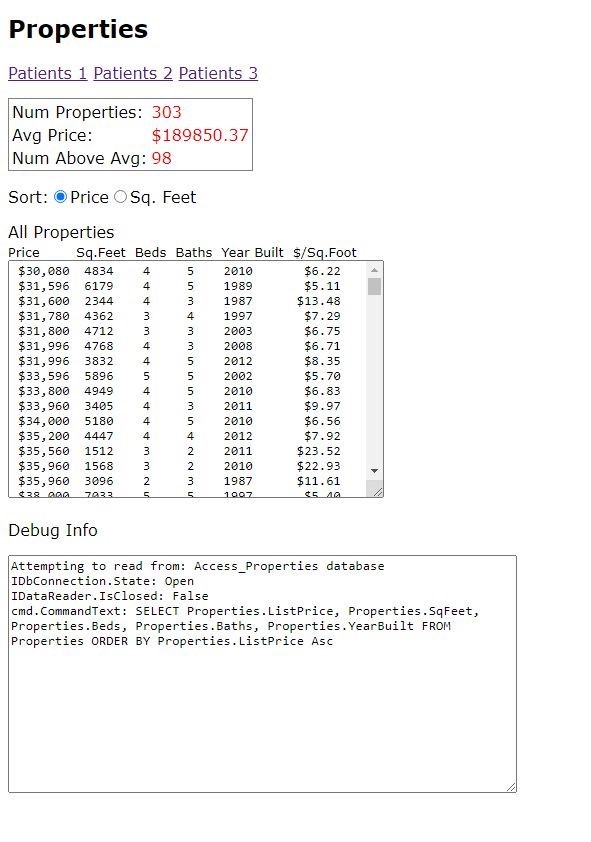 Properties
Patients 1 Patients 2 Patients 3
Num Properties: 303
Avg Price: $189850.37
Num Above Avg: 98
Sort: Price Sq. Feet
All Properties
Price Sq.Feet Beds Baths Year Built $/Sq.Foot
$30,080 4834 4 5 2010 $6.22
$31,596 6179 4 5 1989 $5.11
$31,600 2344 4 3 1987 $13.48
$31,780 4362 3 4 1997 $7.29
$31,800 4712 3 3 2003 $6.75
$31,996 4768 4 3 2008 $6.71
$31,996 3832 4 5 2012 $8.35
$33,596 5896 5 5 2002 $5.70
$33,800 4949 4 5 2010 $6.83
$33,960 3405 4 3 2011 $9.97
$34,000 5180 4 5 2010 $6.56
$35,200 4447 4 4 2012 $7.92
$35,560 1512 3 2 2011 $23.52
$35,960 1568 3 2 2010 $22.93
$35,960 3096 2 3 1987 $11.61
$38,000 7033 5 5 1997 $5.40
Debug Info
Attempting to read from: Access_Properties database
IDbConnection.State: Open
IDataReader.IsClosed: False
cmd.CommandText: SELECT Properties.ListPrice, Properties.SqFeet,
Properties.Beds, Properties.Baths, Properties.YearBuilt FROM
Properties ORDER BY Properties.ListPrice Asc